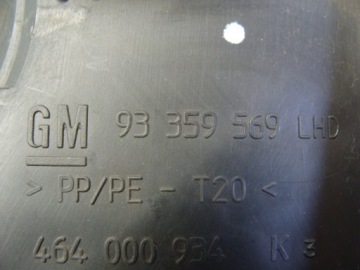 GM 93 359 569 LHD
> PP/PE - T20 <
464 000 934 K 3